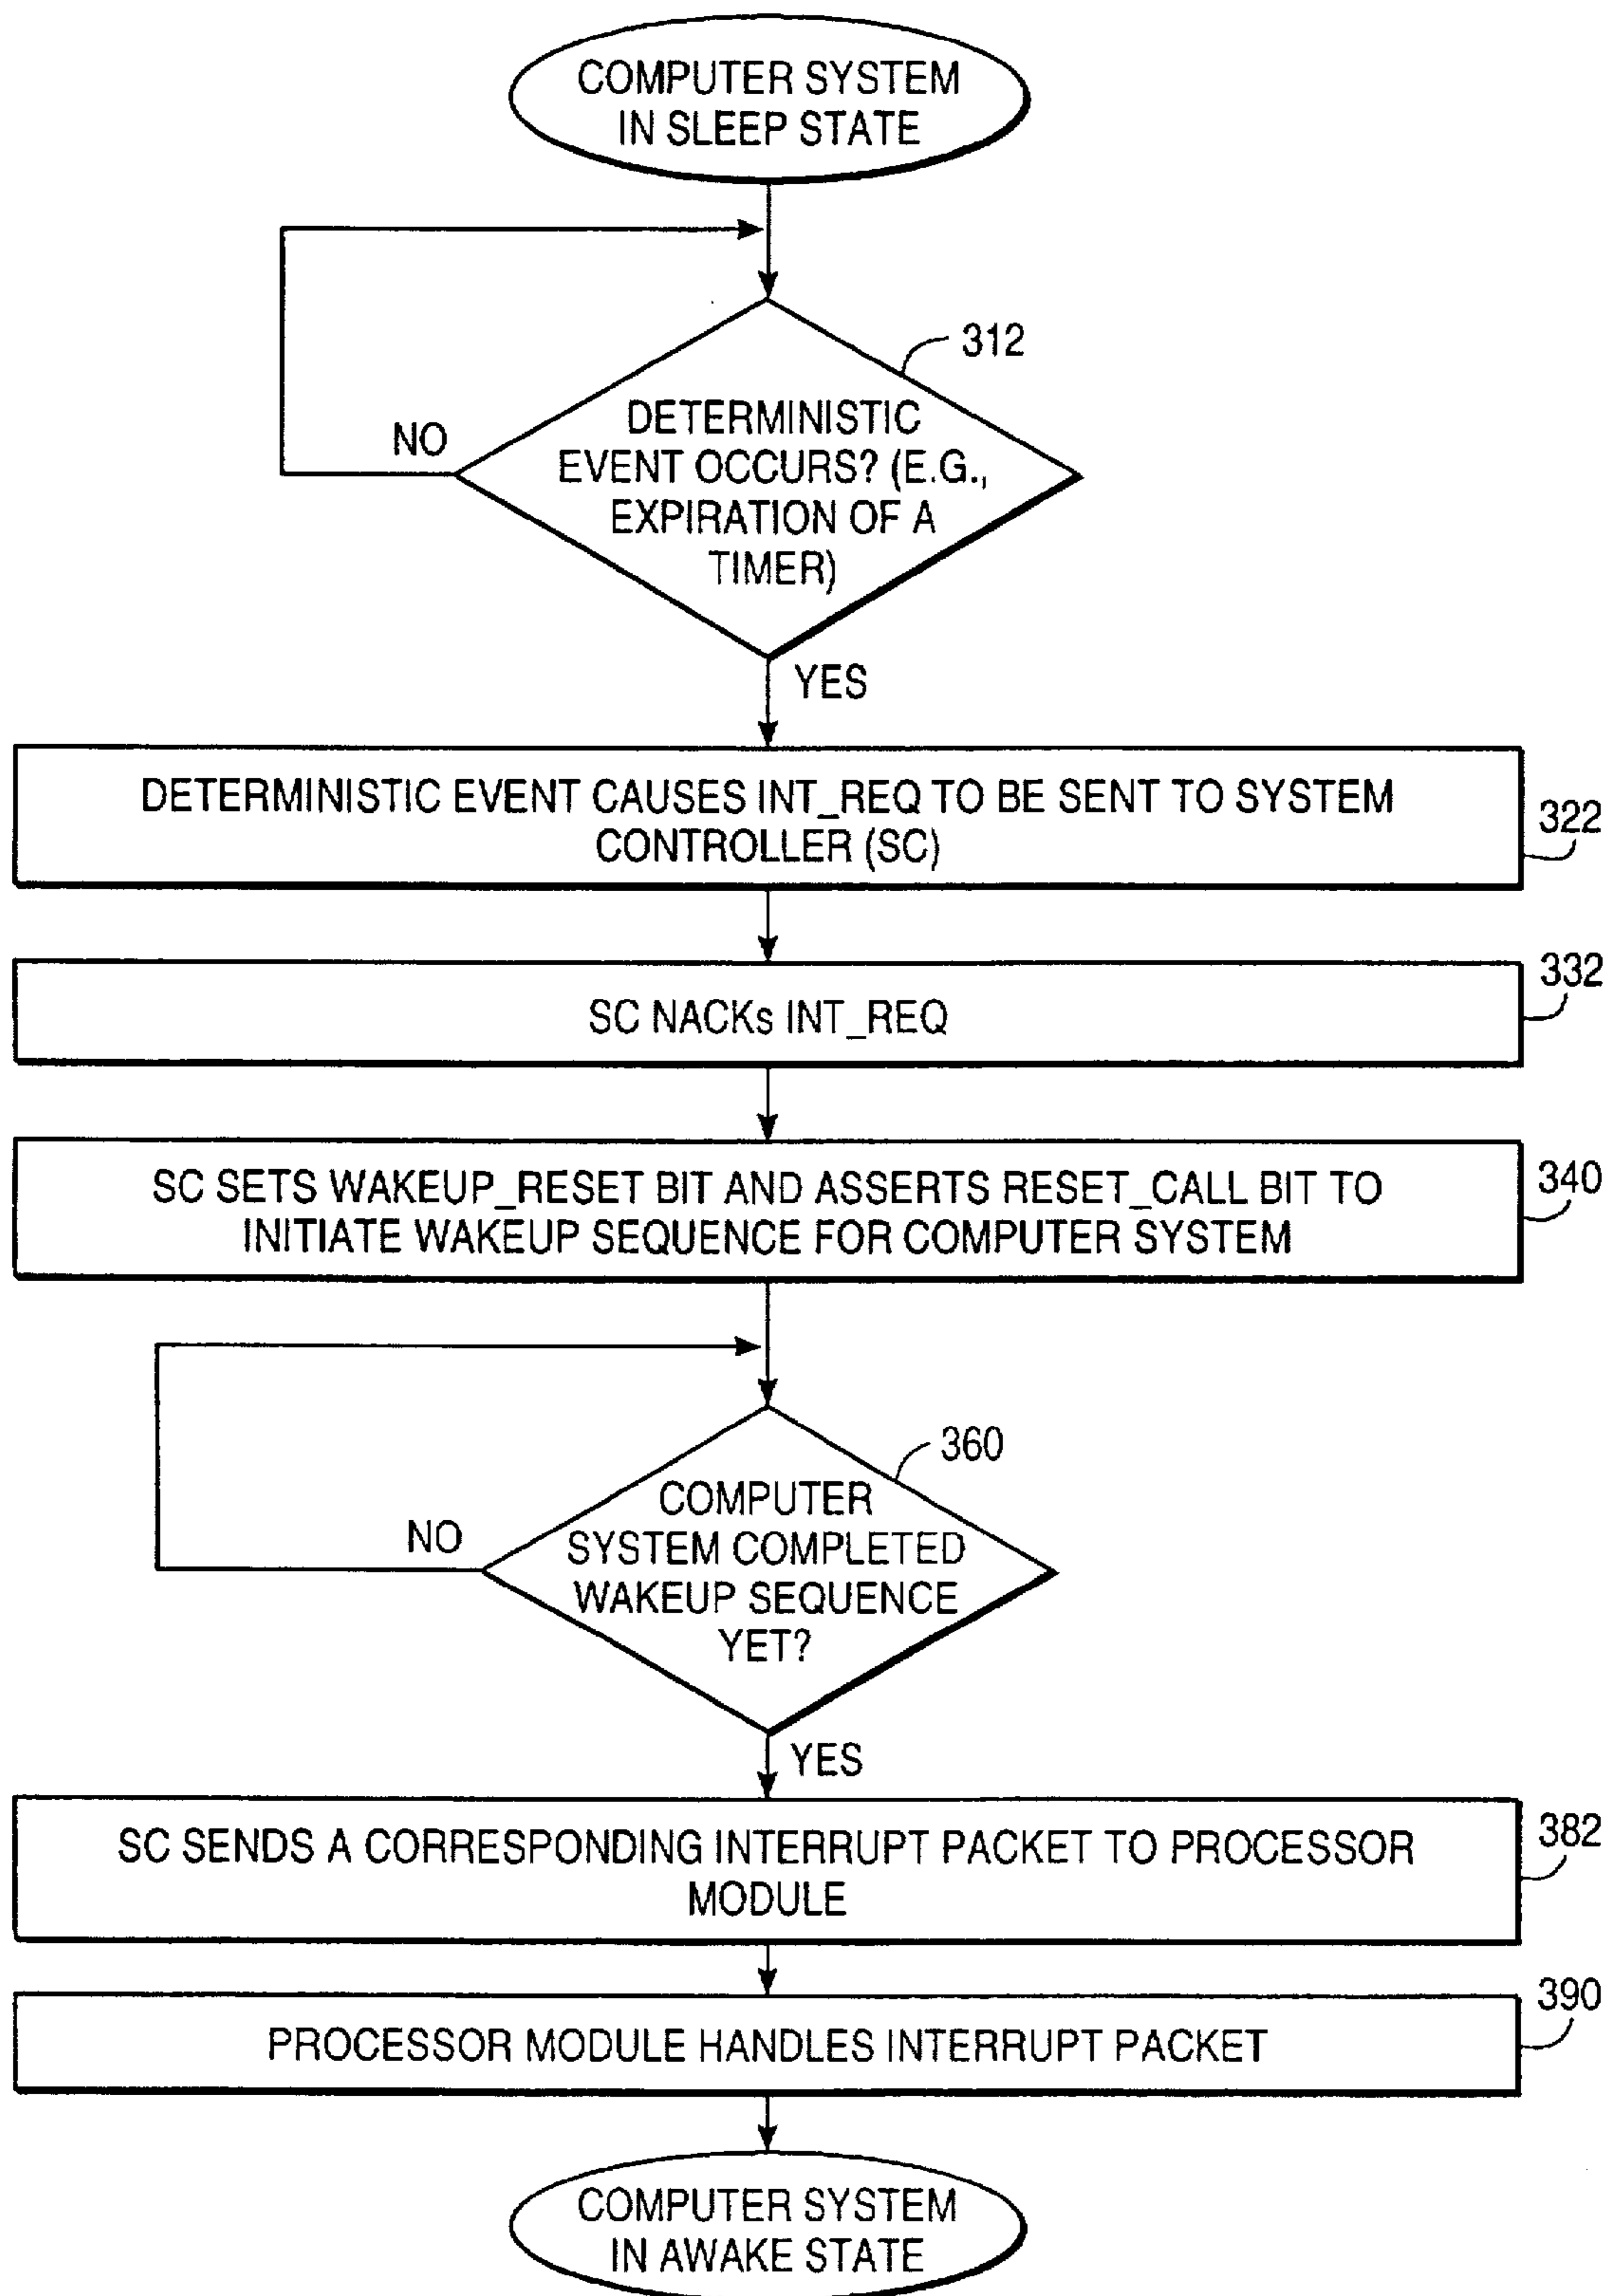 COMPUTER SYSTEM
IN SLEEP STATE
312
DETERMINISTIC
EVENT OCCURS? (E.G.,
EXPIRATION OF A
TIMER)
NO
YES
DETERMINISTIC EVENT CAUSES INT_REQ TO BE SENT TO SYSTEM
CONTROLLER (SC)
322
SC NACKs INT_REQ
332
SC SETS WAKEUP_RESET BIT AND ASSERTS RESET_CALL BIT TO
INITIATE WAKEUP SEQUENCE FOR COMPUTER SYSTEM
340
360
COMPUTER
SYSTEM COMPLETED
WAKEUP SEQUENCE
YET?
NO
YES
SC SENDS A CORRESPONDING INTERRUPT PACKET TO PROCESSOR
MODULE
382
PROCESSOR MODULE HANDLES INTERRUPT PACKET
390
COMPUTER SYSTEM
IN AWAKE STATE